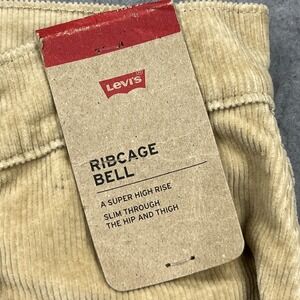 Levi's
RIBCAGE
BELL
A SUPER HIGH RISE
SLIM THROUGH
THE HIP AND THIGH